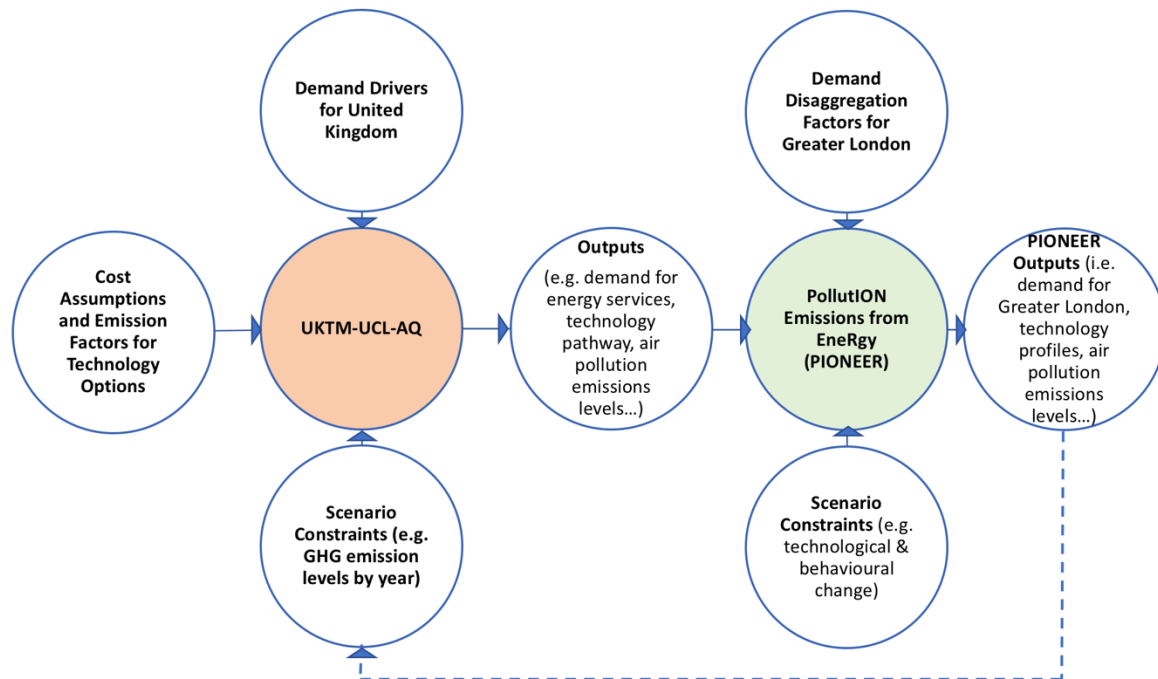 Demand Drivers
for United
Kingdom
Demand
Disaggregation
Factors for
Greater London
Cost
Assumptions
and Emission
Factors for
Technology
Options
UKTM-UCL-AQ
Outputs
(e.g. demand for
energy services,
technology
pathway, air
pollution
emissions
levels...)
PollutION
Emissions from
EneRgy
(PIONEER)
PIONEER
Outputs (i.e.
demand for
Greater London,
technology
profiles, air
pollution
emissions
levels...)
Scenario
Constraints (e.g.
GHG emission
levels by year)
Scenario
Constraints (e.g.
technological &
behavioural
change)